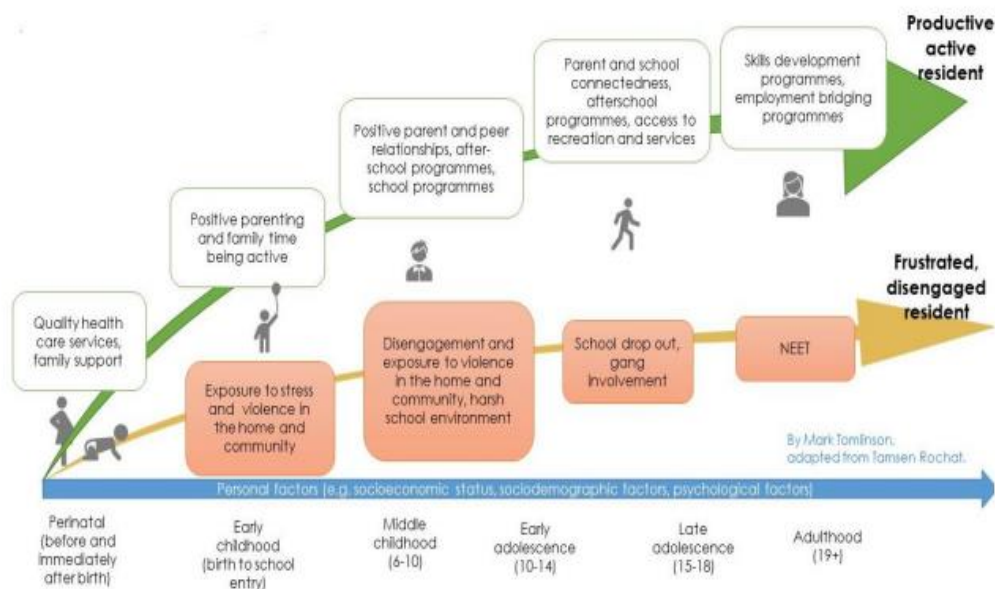 Productive
active
resident
Skills development
programmes,
employment bridging
programmes
Parent and school
connectedness,
afterschool
programmes, access to
recreation and services
Positive parent and peer
relationships, after-
school programmes,
school programmes
Positive parenting
and family time
being active
Quality health
care services,
family support
Frustrated,
disengaged
resident
Exposure to stress
and violence in
the home and
community
Disengagement and
exposure to violence
in the home and
community, harsh
school environment
School drop out,
gang
involvement
NEET
By Mark Tomlinson,
adapted from Tamsen Rochat.
Personal factors (e.g. socioeconomic status, sociodemographic factors, psychological factors)
Perinatal
(before and
immediately
after birth)
Early
childhood
(birth to school
entry)
Middle
childhood
(6-10)
Early
adolescence
(10-14)
Late
adolescence
(15-18)
Adulthood
(19+)